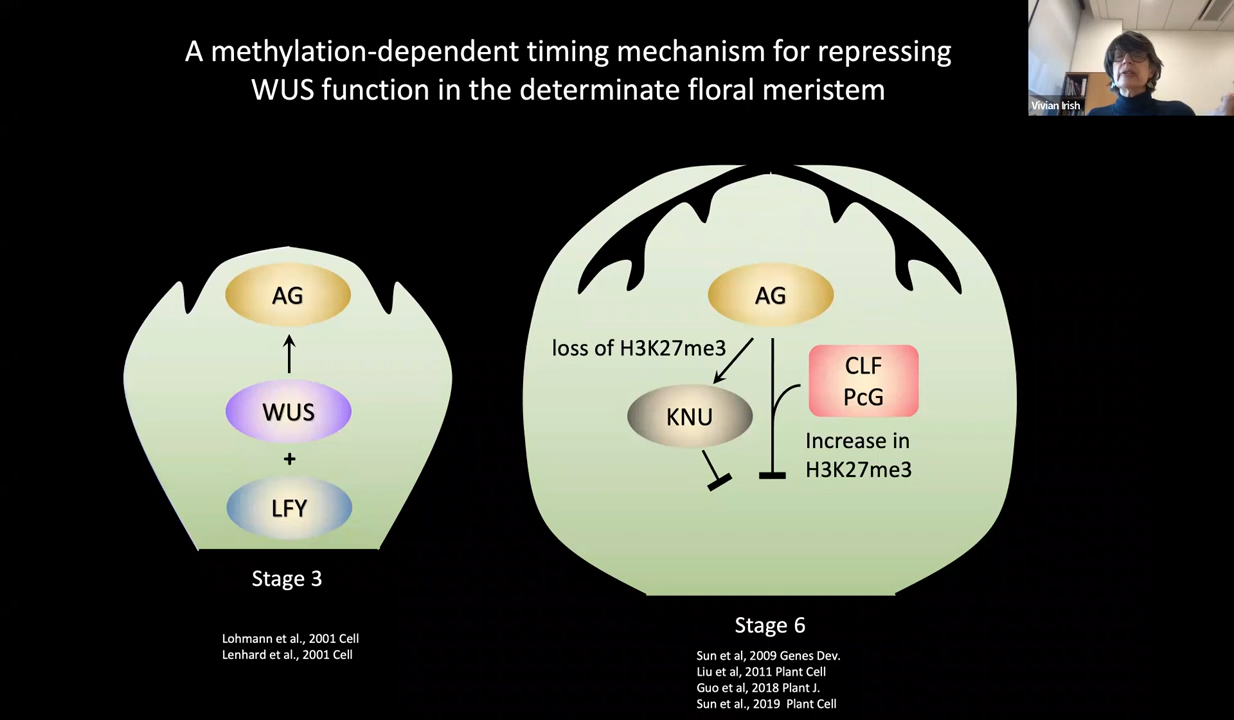 A methylation-dependent timing mechanism for repressing
WUS function in the determinate floral meristem
Vivian Irish
AG
WUS
+
LFY
Stage 3
Lohmann et al., 2001 Cell
Lenhard et al., 2001 Cell
AG
loss of H3K27me3
KNU
CLF
PcG
Increase in
H3K27me3
Stage 6
Sun et al, 2009 Genes Dev.
Liu et al, 2011 Plant Cell
Guo et al, 2018 Plant J.
Sun et al., 2019  Plant Cell